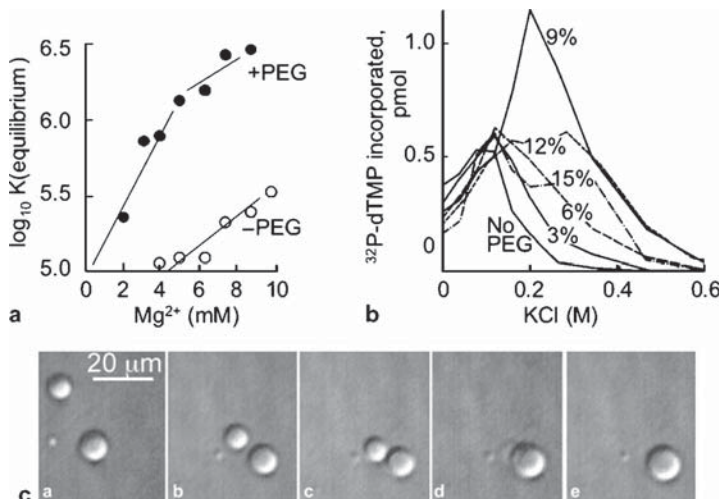 log₁₀ K(equilibrium)
6.5
6.0
5.5
5.0
+PEG
−PEG
2 4 6 8 10
Mg²⁺ (mM)
a
³²P-dTMP incorporated,
pmol
1.0
0.5
0
9%
12%
15%
6%
3%
No
PEG
0 0.2 0.4 0.6
KCl (M)
b
20 μm
c
a b c d e